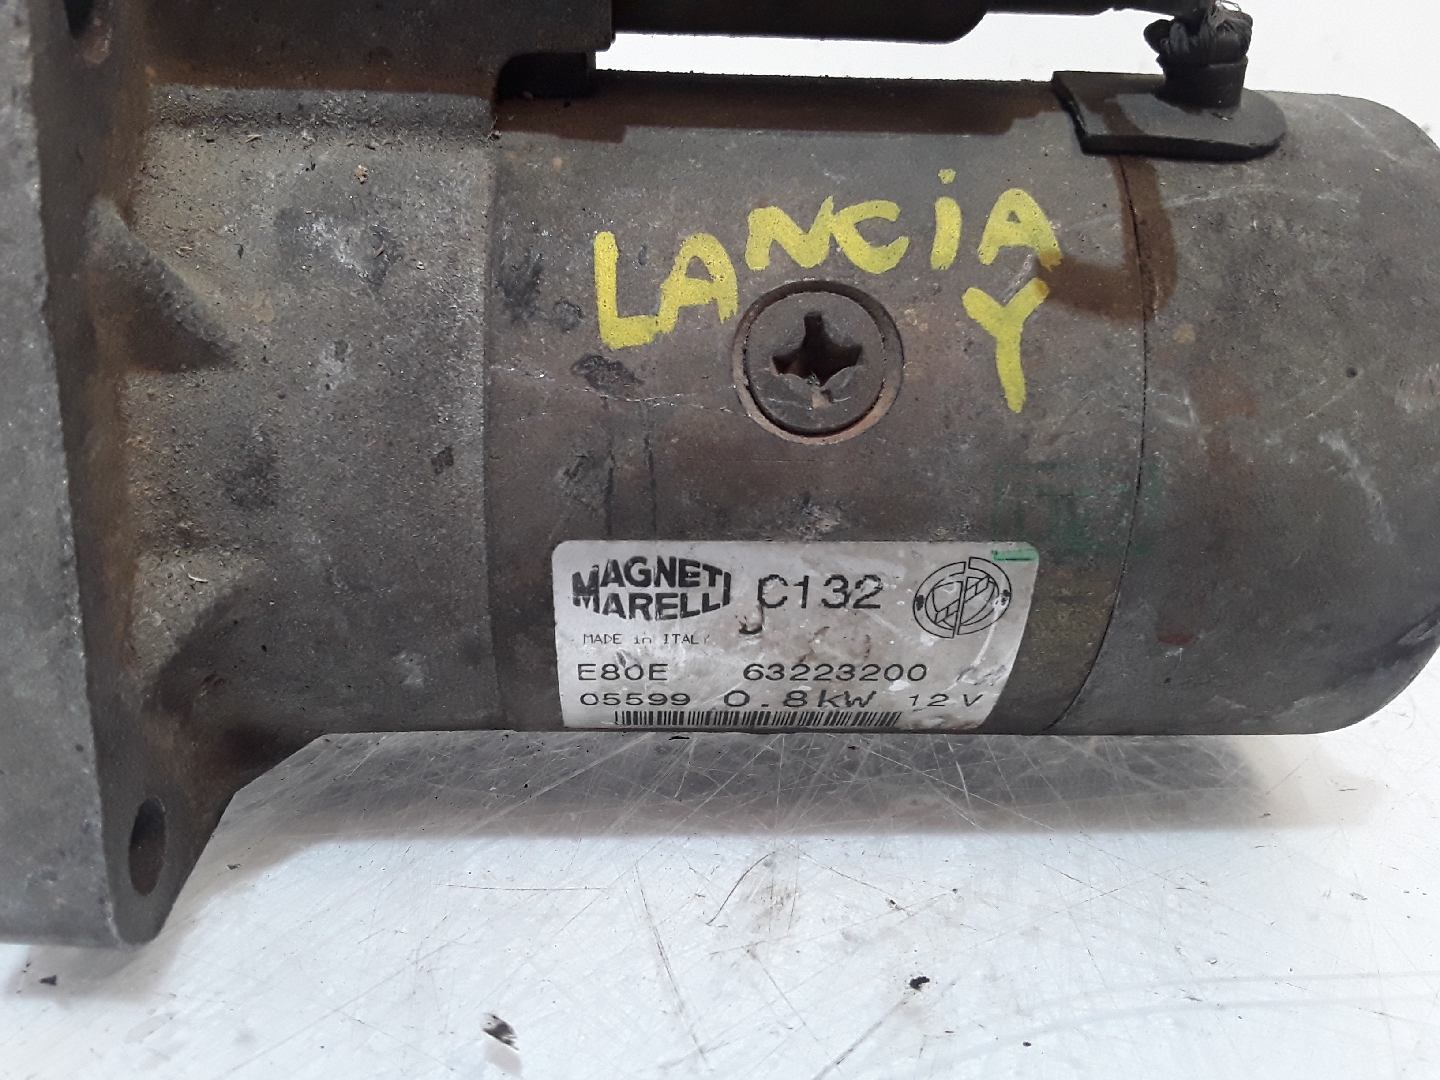 LANCiA
Y
MAGNETI
MARELLI
C132
MADE in ITALY
E80E 63223200
05599 0.8kW 12V